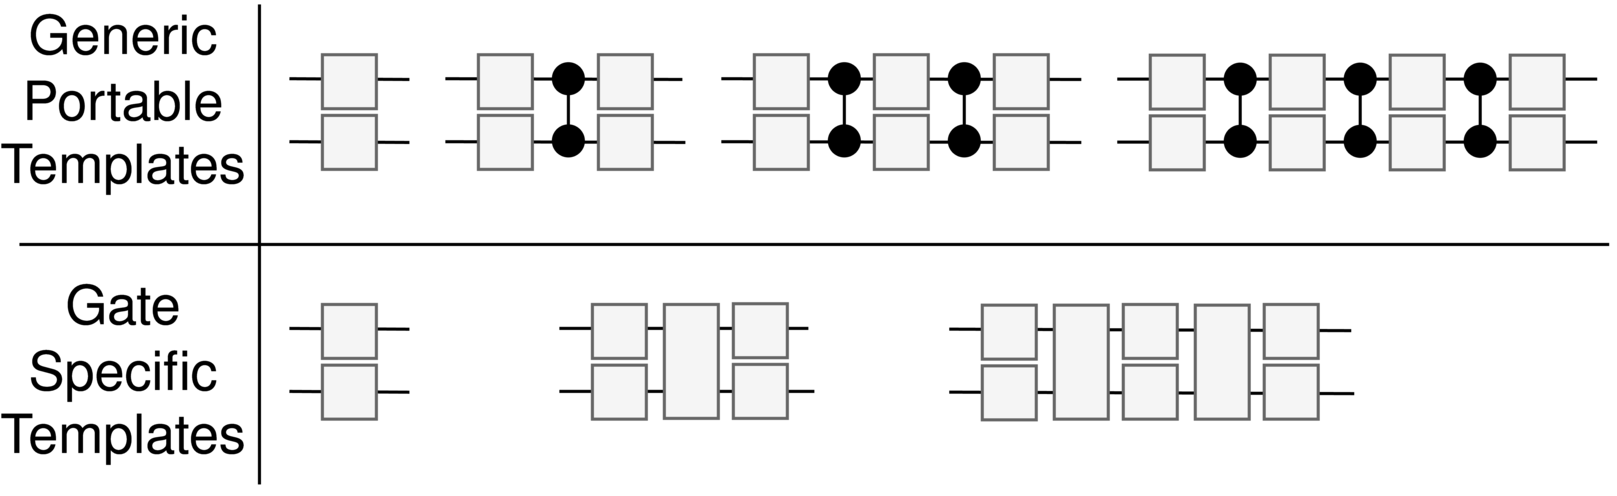 Generic
Portable
Templates
Gate
Specific
Templates